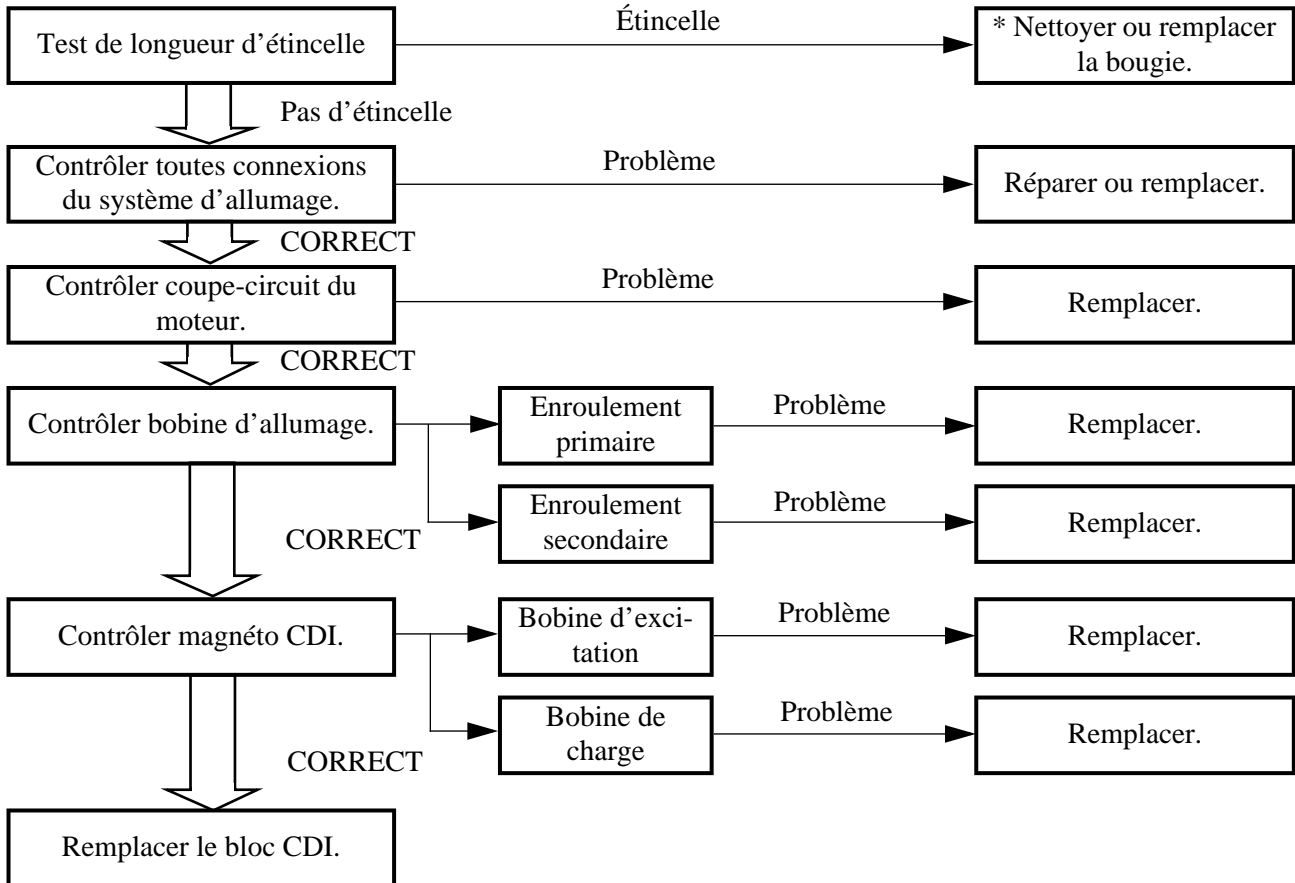 Test de longueur d’étincelle
Étincelle
* Nettoyer ou remplacer
la bougie.
Pas d’étincelle
Contrôler toutes connexions
du système d’allumage.
Problème
Réparer ou remplacer.
CORRECT
Contrôler coupe-circuit du
moteur.
Problème
Remplacer.
CORRECT
Contrôler bobine d’allumage.
Enroulement
primaire
Problème
Remplacer.
Enroulement
secondaire
Problème
Remplacer.
CORRECT
Contrôler magnéto CDI.
Bobine d’exci-
tation
Problème
Remplacer.
Bobine de
charge
Problème
Remplacer.
CORRECT
Remplacer le bloc CDI.